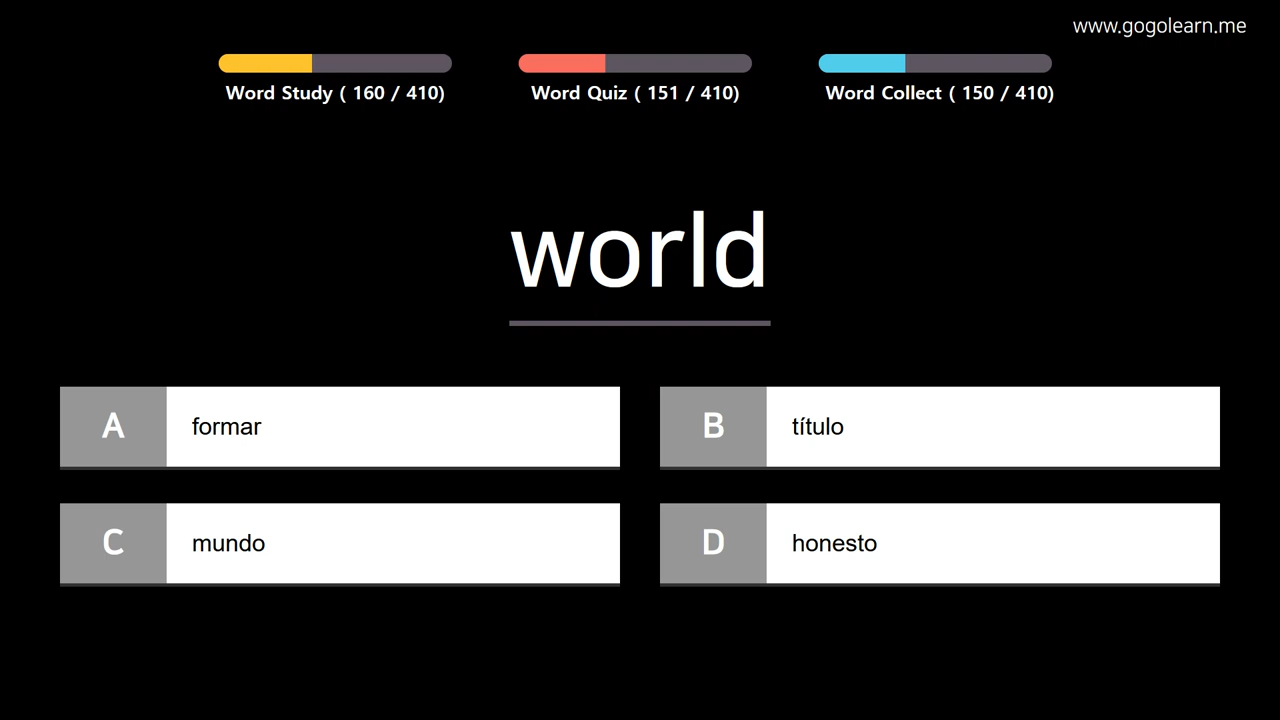 www.gogolearn.me
Word Study ( 160 / 410)
Word Quiz ( 151 / 410)
Word Collect ( 150 / 410)
world
A formar
B título
C mundo
D honesto